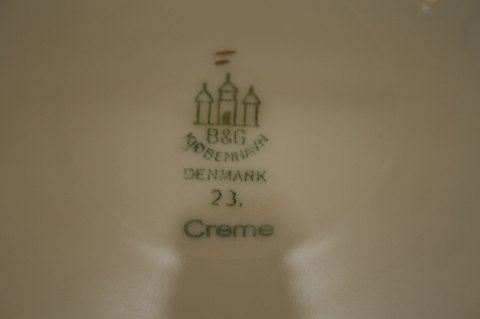 B&G
KJØBENHAVN
DENMARK
23.
Creme